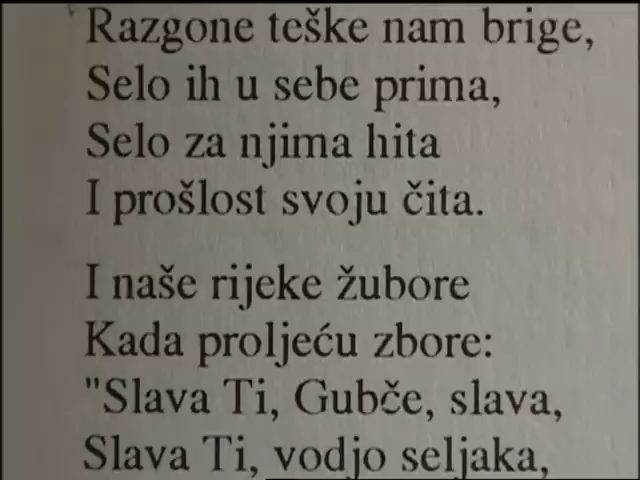 Razgone teške nam brige,
Selo ih u sebe prima,
Selo za njima hita
I prošlost svoju čita.
I naše rijeke žubore
Kada proljeću zbore:
"Slava Ti, Gubče, slava,
Slava Ti, vodjo seljaka,